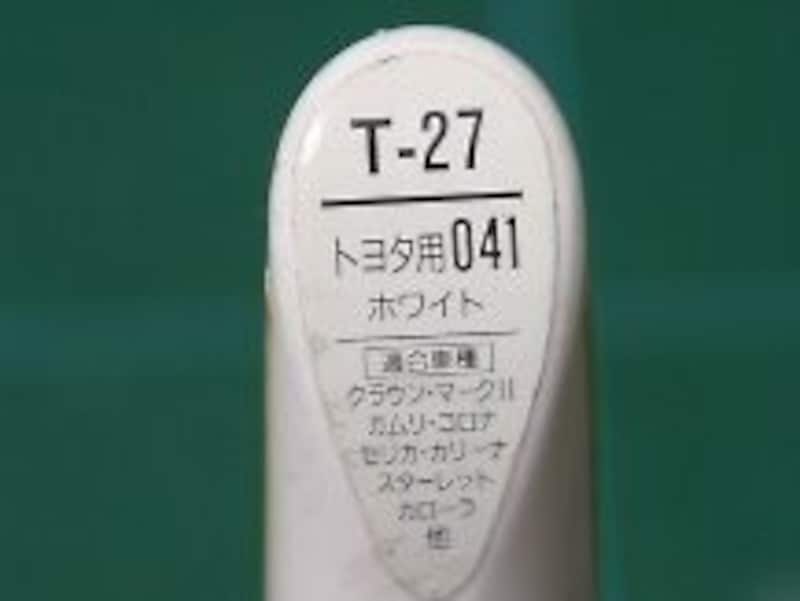 T-27
トヨタ用041
ホワイト
適合車種
クラウン・マークII
カムリ・コロナ
セリカ・カリーナ
スターレット
カローラ
他